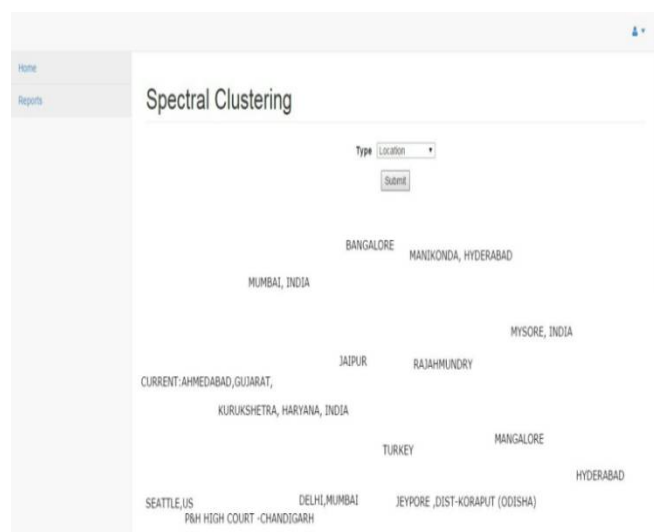 Home
Reports
Spectral Clustering
Type Location
Submit
BANGALORE
MANIKONDA, HYDERABAD
MUMBAI, INDIA
MYSORE, INDIA
JAIPUR
RAJAHMUNDRY
CURRENT:AHMEDABAD,GUJARAT,
KURUKSHETRA, HARYANA, INDIA
MANGALORE
TURKEY
HYDERABAD
SEATTLE,US
DELHI,MUMBAI
JEYPORE ,DIST-KORAPUT (ODISHA)
P&H HIGH COURT -CHANDIGARH